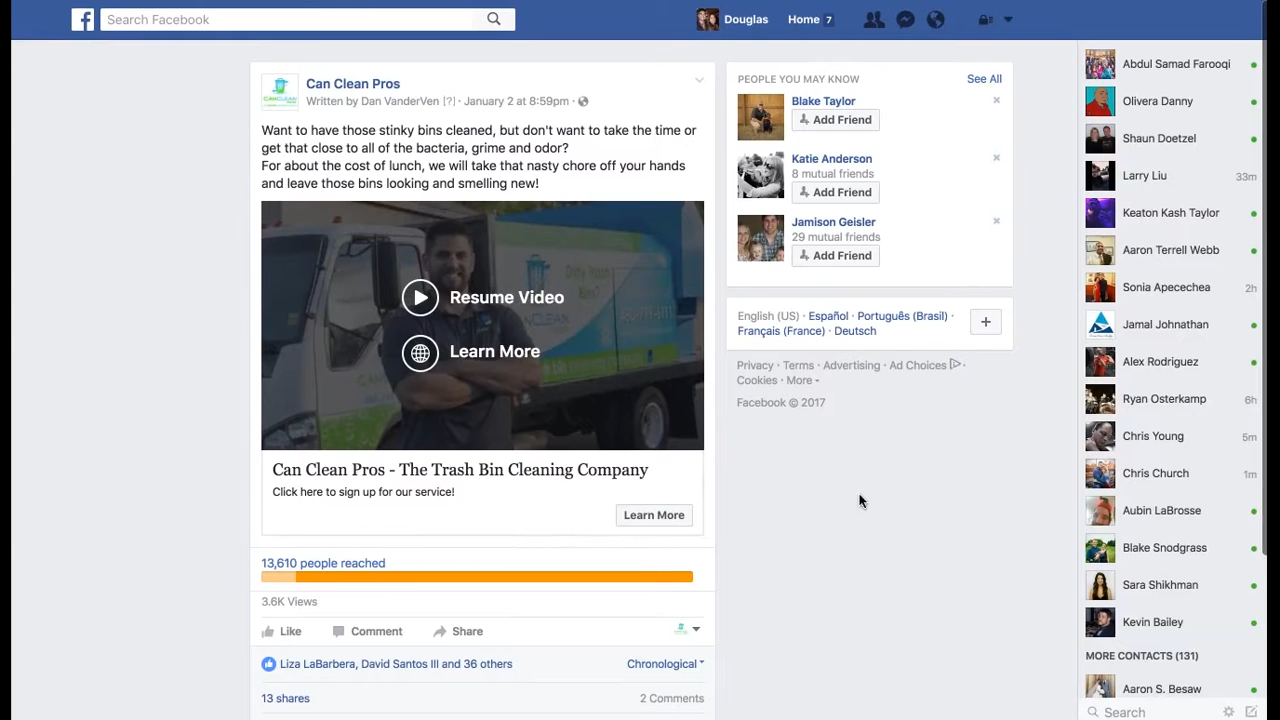 Search Facebook
Douglas
Home 7
Can Clean Pros
Written by Dan VanderVen [?] · January 2 at 8:59pm ·
Want to have those stinky bins cleaned, but don't want to take the time or
get that close to all of the bacteria, grime and odor?
For about the cost of lunch, we will take that nasty chore off your hands
and leave those bins looking and smelling new!
Resume Video
Learn More
Can Clean Pros - The Trash Bin Cleaning Company
Click here to sign up for our service!
Learn More
13,610 people reached
3.6K Views
Like
Comment
Share
Liza LaBarbera, David Santos III and 36 others
Chronological
13 shares
2 Comments
PEOPLE YOU MAY KNOW
See All
Blake Taylor
Add Friend
Katie Anderson
8 mutual friends
Add Friend
Jamison Geisler
29 mutual friends
Add Friend
English (US) · Español · Português (Brasil) ·
Français (France) · Deutsch
Privacy · Terms · Advertising · Ad Choices ·
Cookies · More
Facebook © 2017
Abdul Samad Farooqi
Olivera Danny
Shaun Doetzel
Larry Liu 33m
Keaton Kash Taylor
Aaron Terrell Webb
Sonia Apecechea 2h
Jamal Johnathan
Alex Rodriguez
Ryan Osterkamp 6h
Chris Young 5m
Chris Church 1m
Aubin LaBrosse
Blake Snodgrass
Sara Shikhman
Kevin Bailey
MORE CONTACTS (131)
Aaron S. Besaw
Search